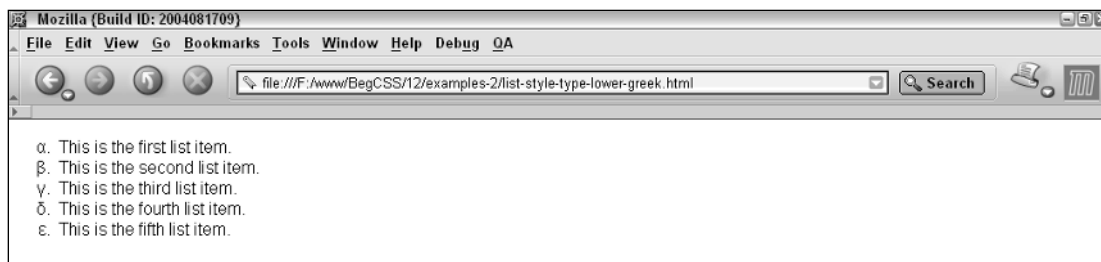 Mozilla {Build ID: 2004081709}
File Edit View Go Bookmarks Tools Window Help Debug QA
file:///F:/www/BegCSS/12/examples-2/list-style-type-lower-greek.html Search
α. This is the first list item.
β. This is the second list item.
γ. This is the third list item.
δ. This is the fourth list item.
ε. This is the fifth list item.